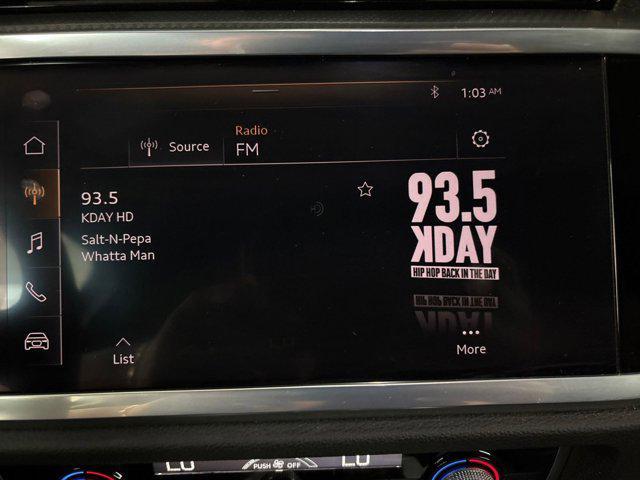 1:03 AM
Radio
Source
FM
93.5
KDAY HD
Salt-N-Pepa
Whatta Man
93.5
KDAY
HIP HOP BACK IN THE DAY
List
More
LO
PUSH OFF
LO